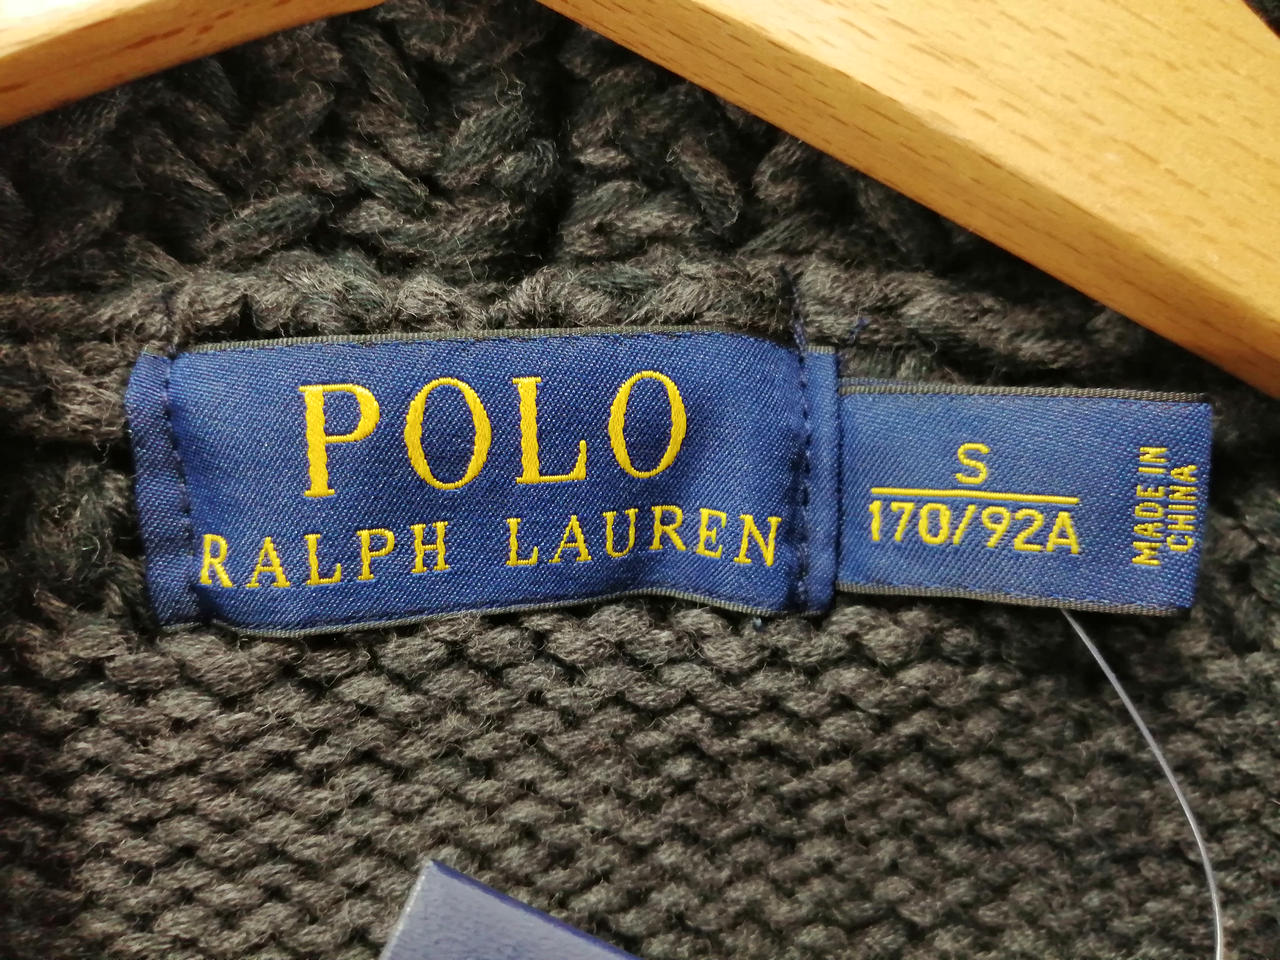 POLO
RALPH LAUREN
S
170/92A
MADE IN
CHINA